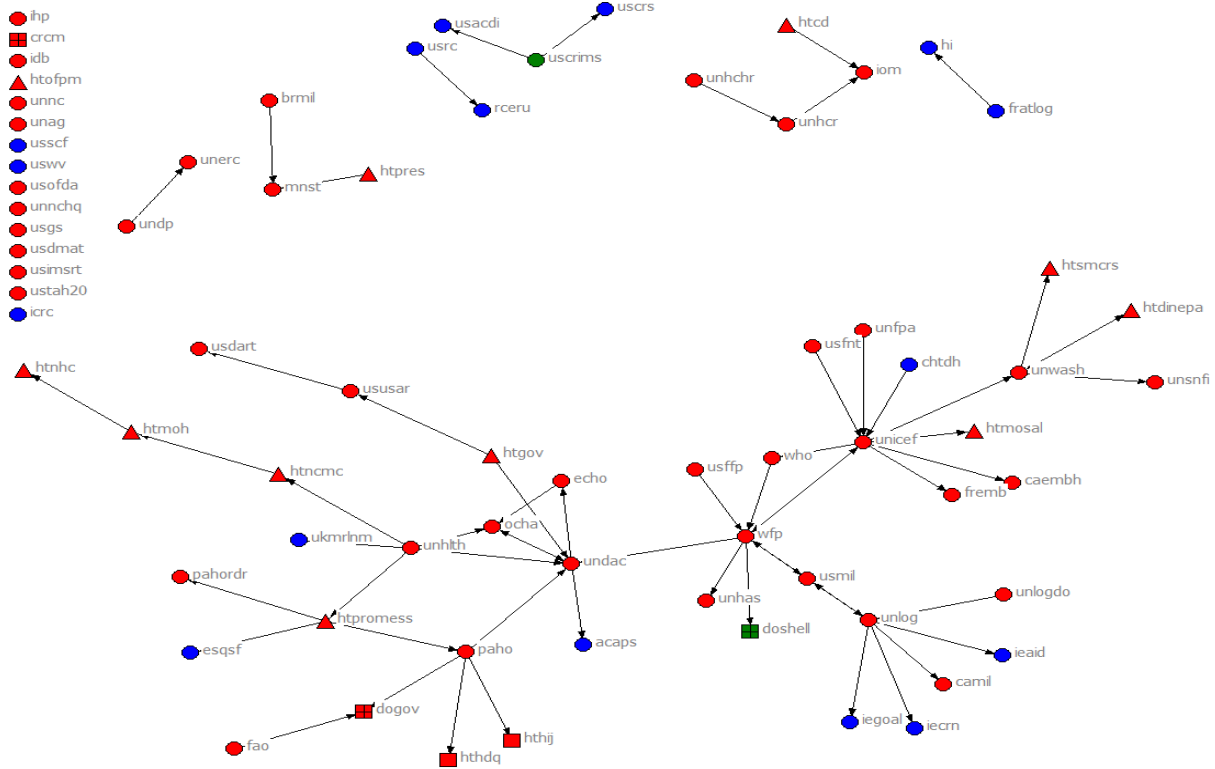 ihp
crcm
idb
htofpm
unnc
unag
usscf
uswv
usofda
unnchq
usgs
usdmat
usimsrt
ustah20
icrc
usacdi
uscrs
usrc
uscrims
rceru
htcd
hi
iom
unhchr
unhcr
fratlog
brmil
unerc
mnst
htpres
undp
htsmcrs
htdinepa
unfpa
usfnt
usdart
chtdh
htnhc
unwash
unsnfi
ususar
htmoh
unicef
htmosal
htgov
who
htncmc
usffp
echo
caembh
fremb
ocha
ukmrlnm
unhlth
wfp
undac
pahordr
usmil
unlogdo
unhas
htpromess
unlog
doshell
esqsf
paho
acaps
ieaid
camil
dogov
iegoal
iecrn
hthij
fao
hthdq